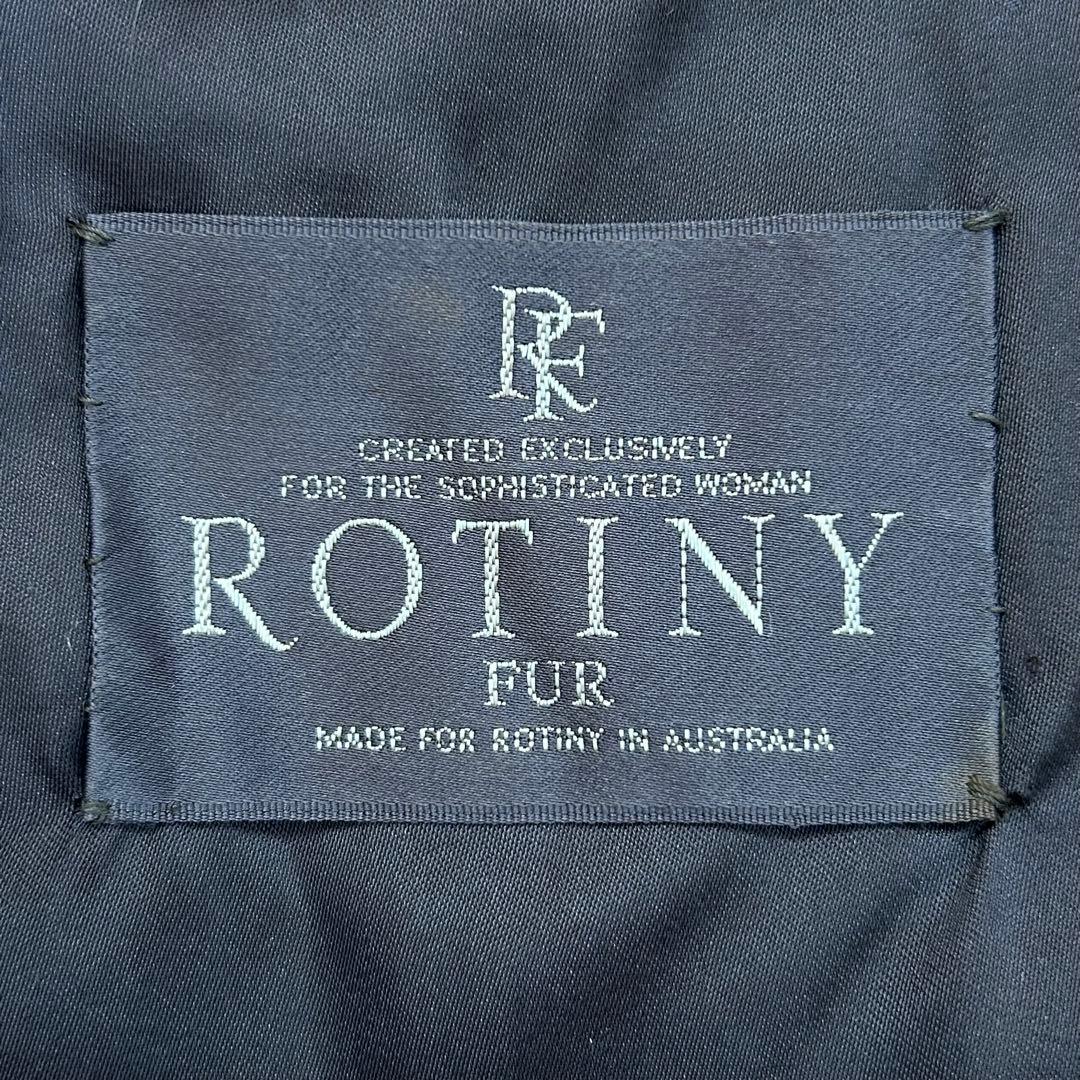 RF
CREATED EXCLUSIVELY
FOR THE SOPHISTICATED WOMAN
ROTINY
FUR
MADE FOR ROTINY IN AUSTRALIA